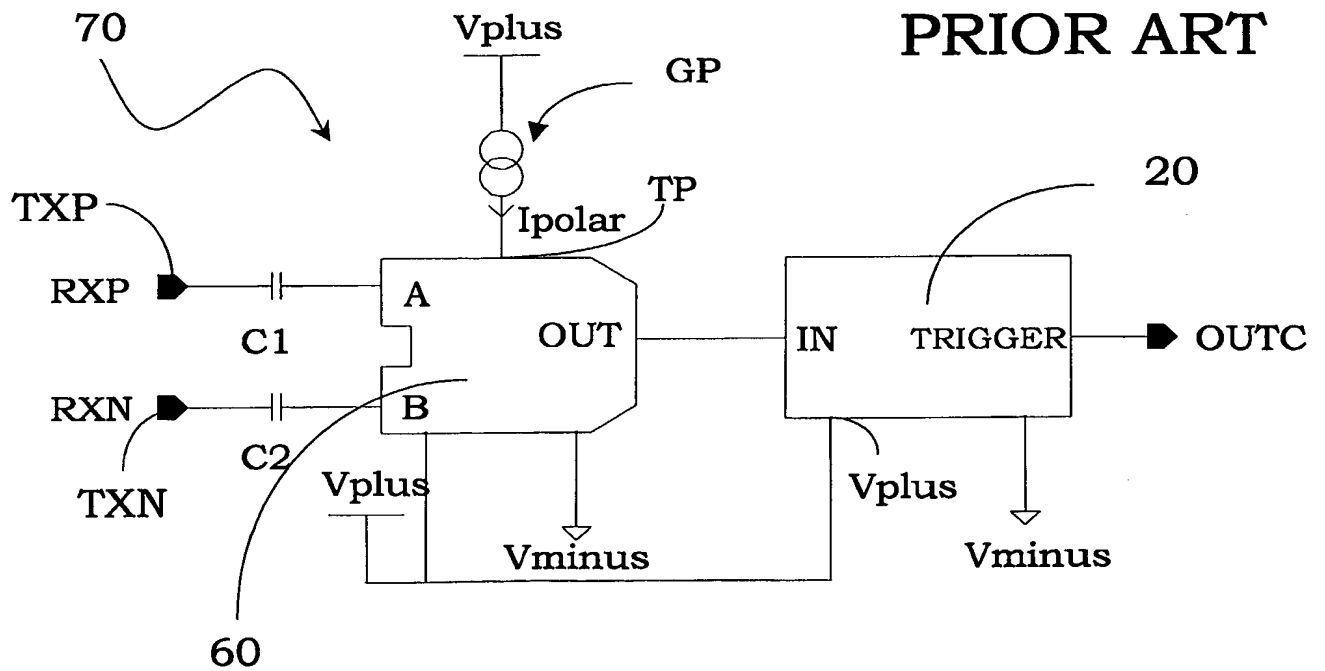 70
Vplus
PRIOR ART
GP
20
TXP
TP
Ipolar
RXP
A
C1
OUT
IN
TRIGGER
OUTC
RXN
B
C2
Vplus
TXN
Vplus
Vminus
Vminus
60